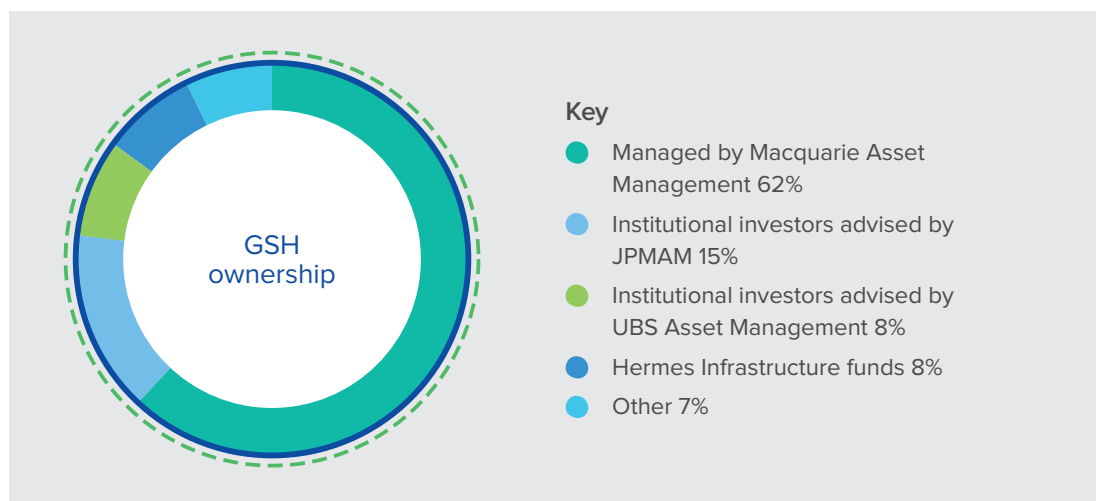 GSH
ownership
Key
Managed by Macquarie Asset
Management 62%
Institutional investors advised by
JPMAM 15%
Institutional investors advised by
UBS Asset Management 8%
Hermes Infrastructure funds 8%
Other 7%